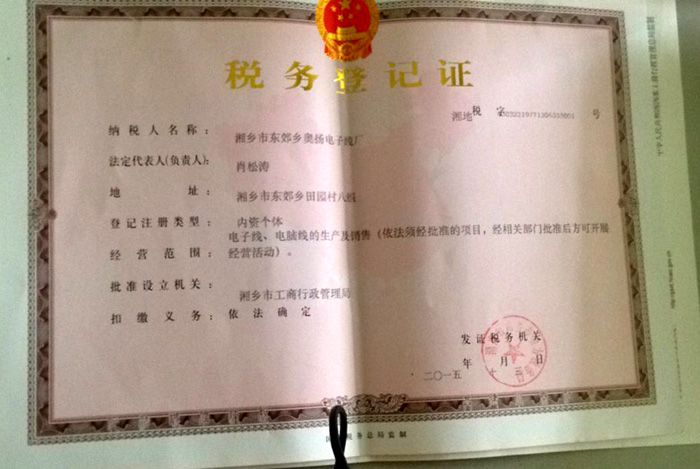 税务登记证
湘地 税 字 号
纳税人名称： 湘乡市东郊乡奥扬电子线厂
法定代表人(负责人)： 肖松涛
地 址： 湘乡市东郊乡田园村八组
登记注册类型： 内资个体
经营范围： 电子线、电脑线的生产及销售（依法须经批准的项目，经相关部门批准后方可开展
经营活动）。
批准设立机关： 湘乡市工商行政管理局
扣缴义务： 依法确定
发证税务机关
二〇一五 年 月 日
税务总局监制